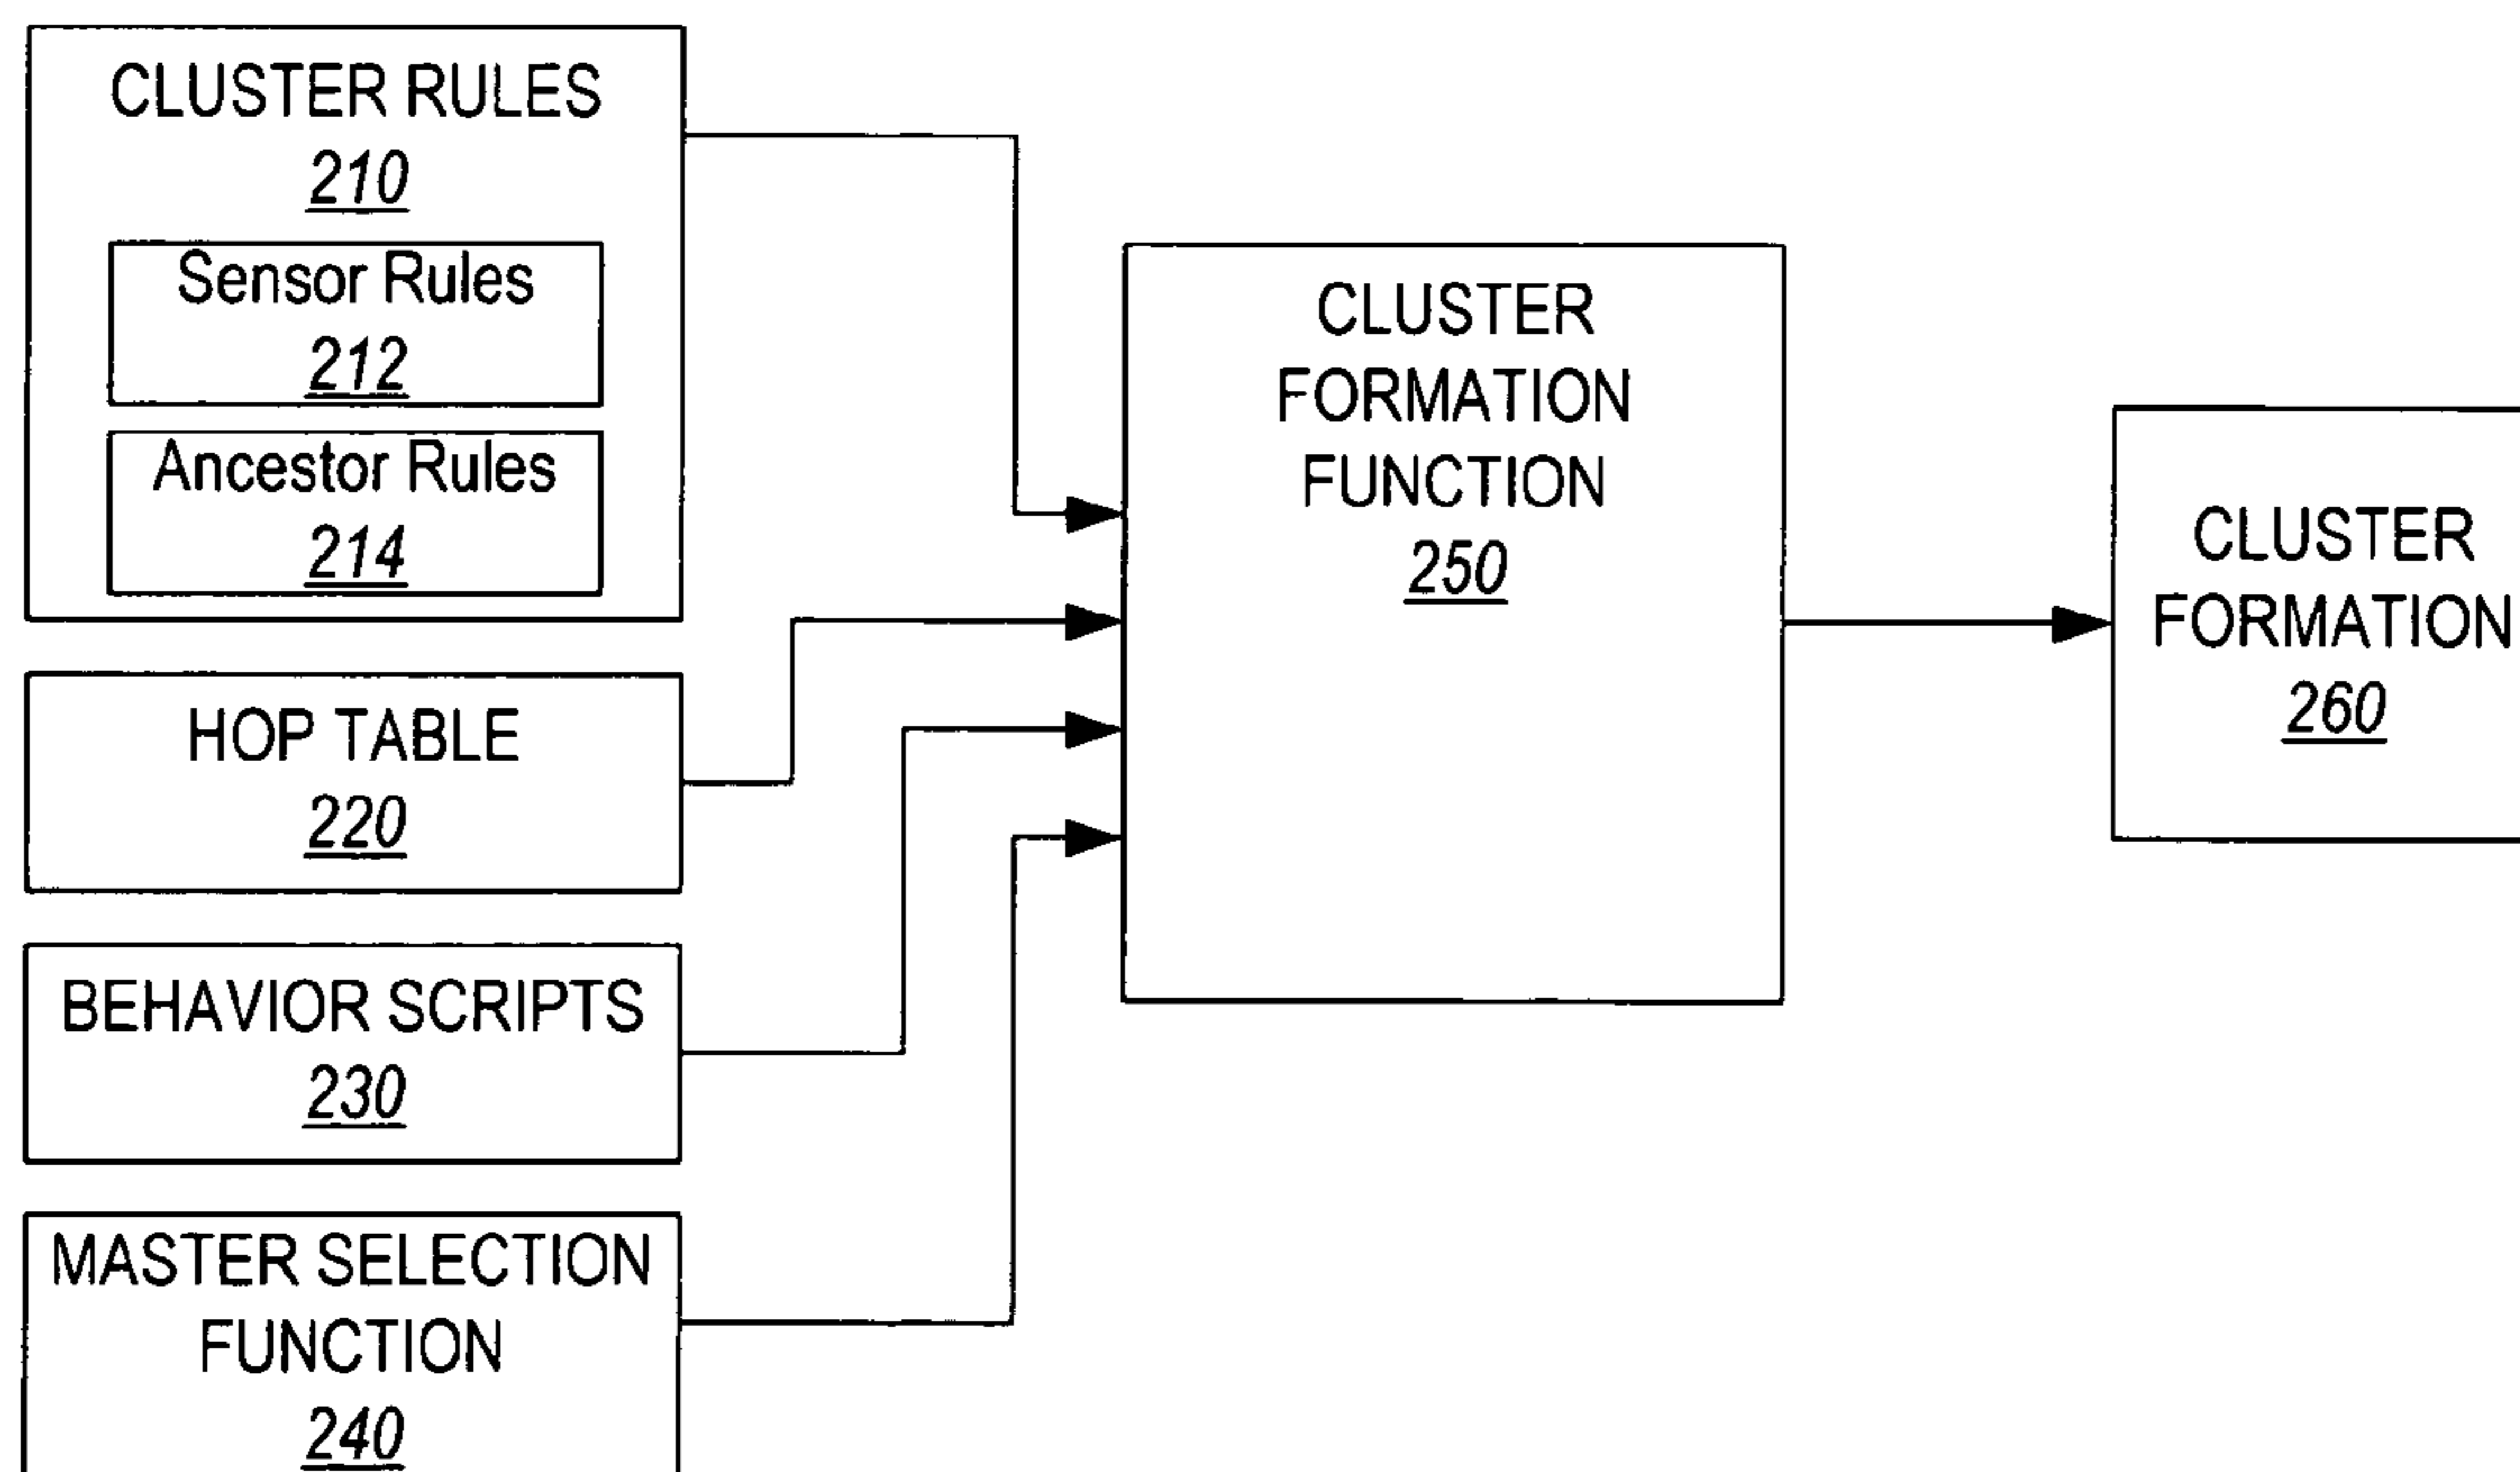 CLUSTER RULES
210
Sensor Rules
212
Ancestor Rules
214
HOP TABLE
220
BEHAVIOR SCRIPTS
230
MASTER SELECTION
FUNCTION
240
CLUSTER
FORMATION
FUNCTION
250
CLUSTER
FORMATION
260